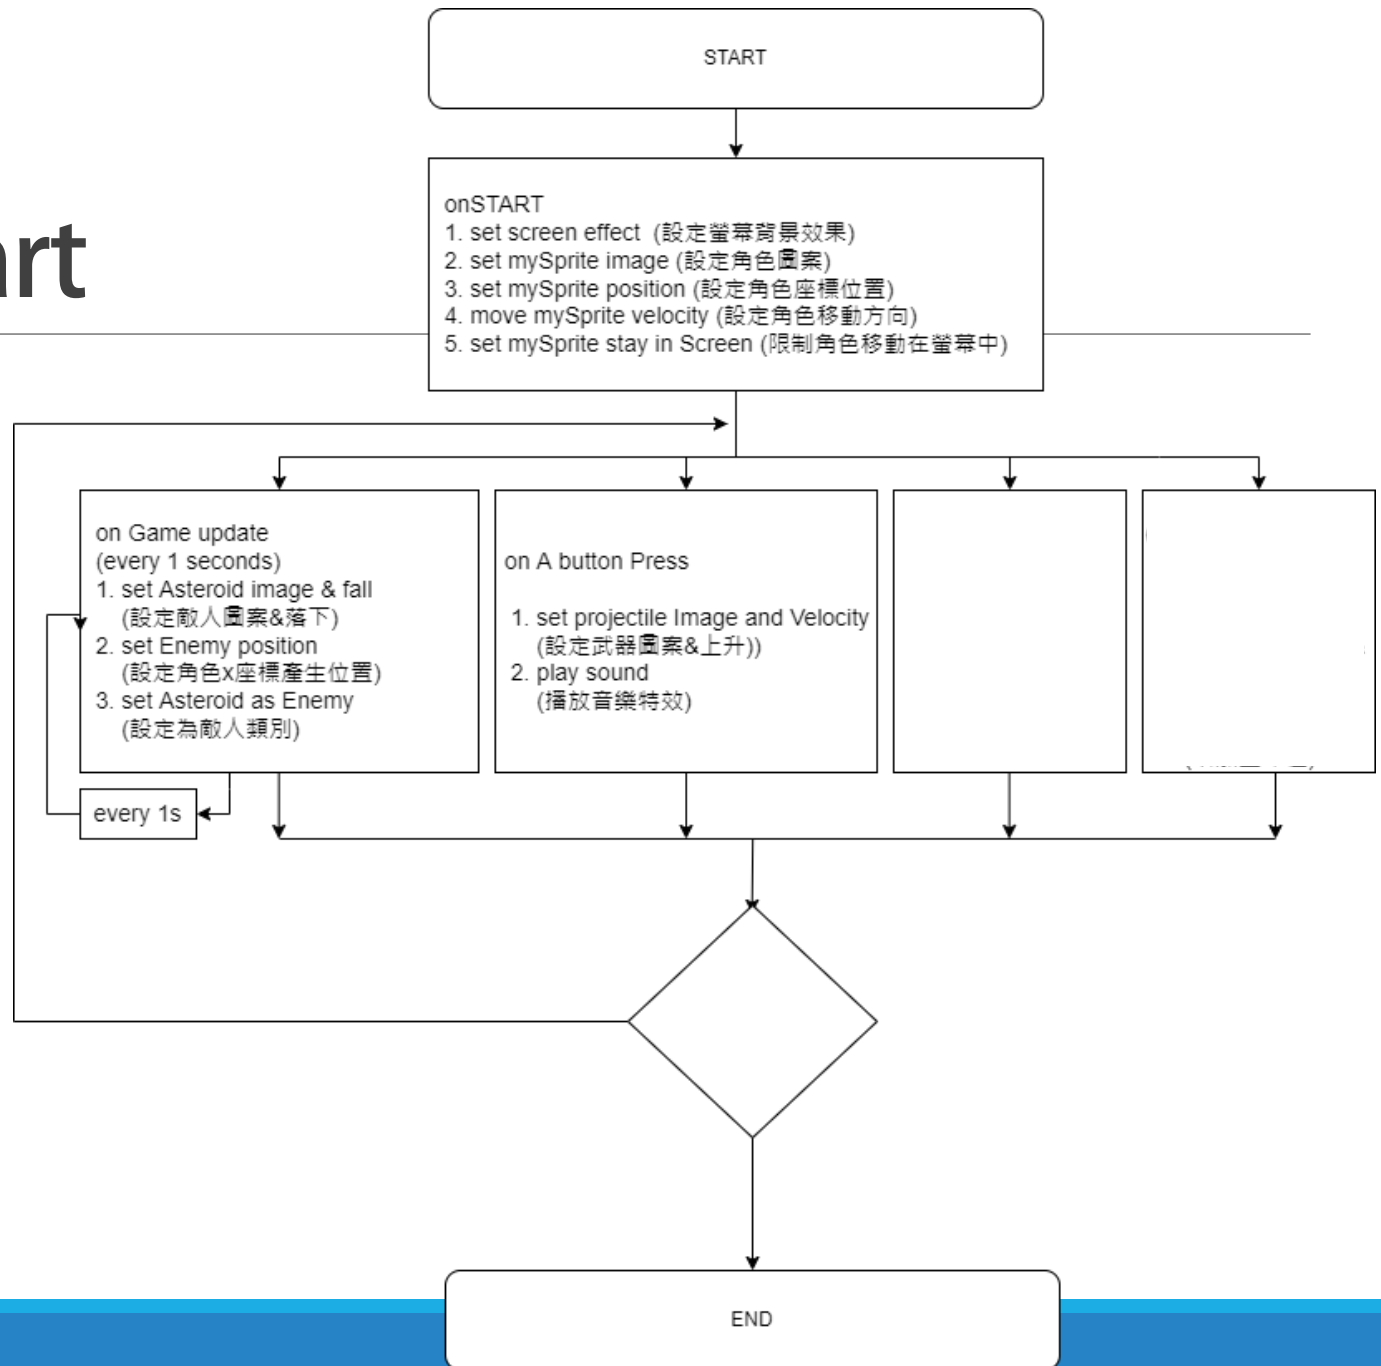 START
art
onSTART
1. set screen effect (設定螢幕背景效果)
2. set mySprite image (設定角色圖案)
3. set mySprite position (設定角色座標位置)
4. move mySprite velocity (設定角色移動方向)
5. set mySprite stay in Screen (限制角色移動在螢幕中)
on Game update
(every 1 seconds)
1. set Asteroid image & fall
(設定敵人圖案&落下)
2. set Enemy position
(設定角色x座標產生位置)
3. set Asteroid as Enemy
(設定為敵人類別)
every 1s
on A button Press
1. set projectile Image and Velocity
(設定武器圖案&上升))
2. play sound
(播放音樂特效)
END